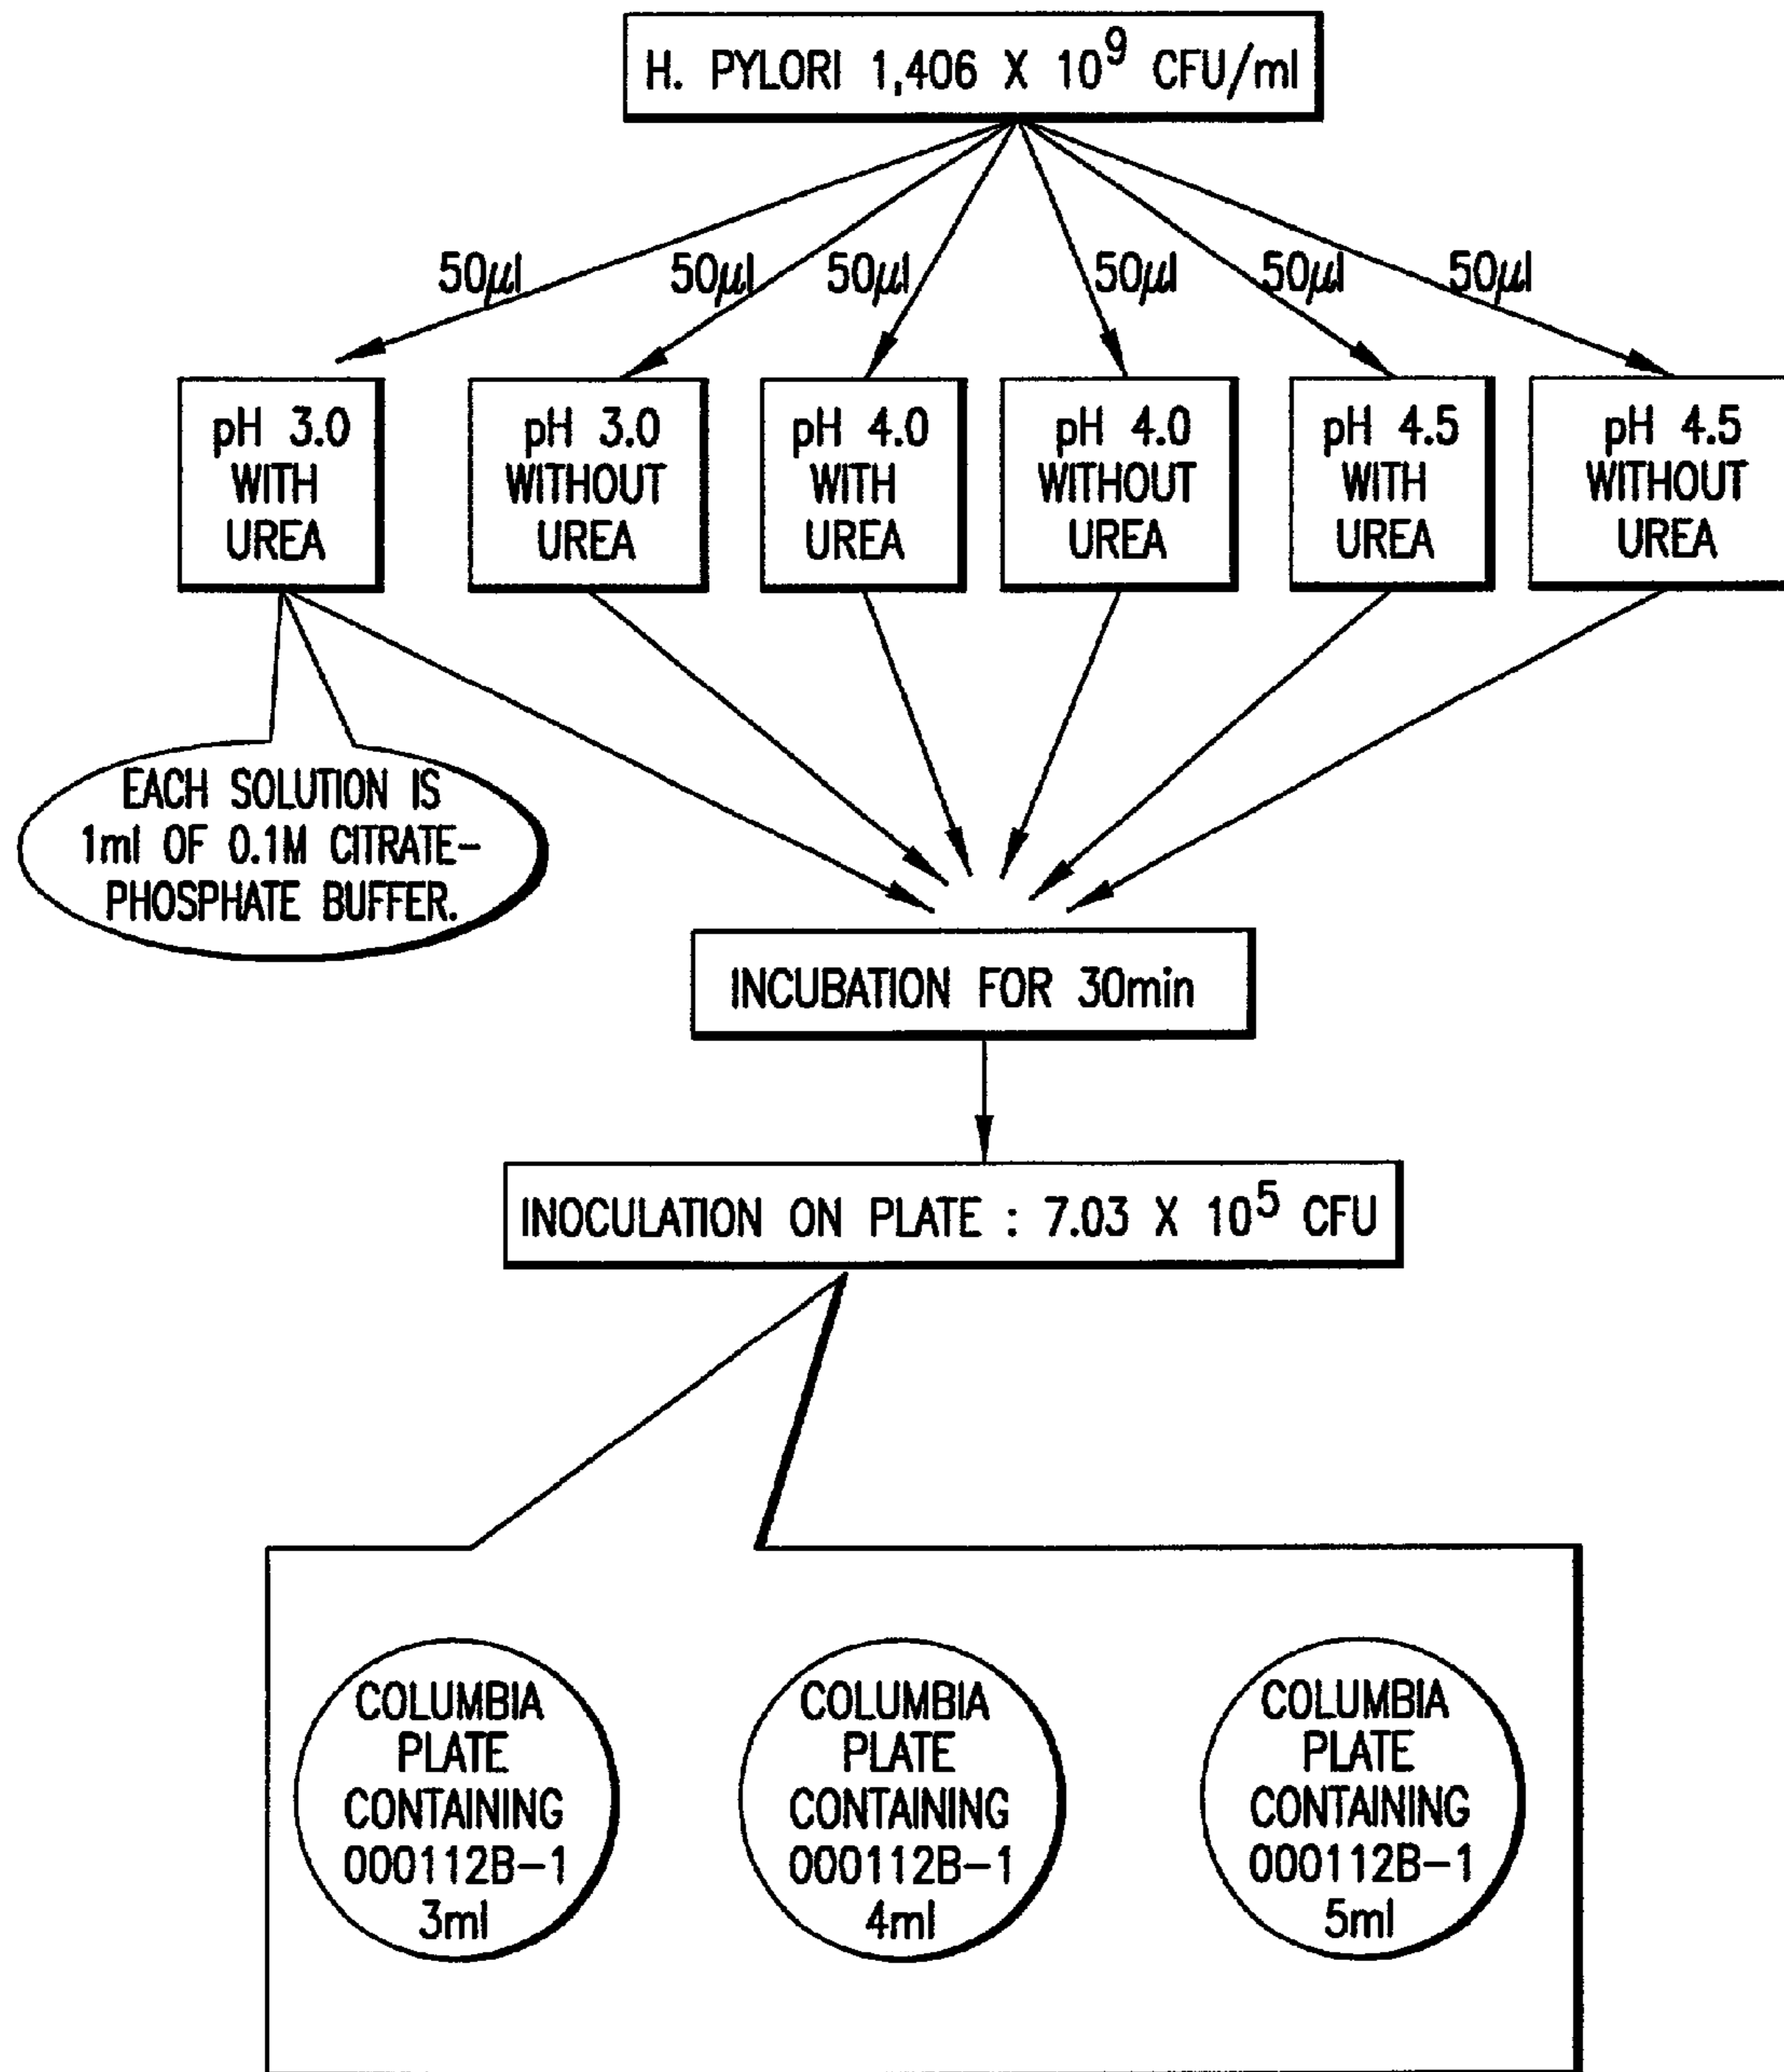 H. PYLORI 1,406 X 10⁹ CFU/ml
50µl 50µl 50µl 50µl 50µl 50µl
pH 3.0
WITH
UREA
pH 3.0
WITHOUT
UREA
pH 4.0
WITH
UREA
pH 4.0
WITHOUT
UREA
pH 4.5
WITH
UREA
pH 4.5
WITHOUT
UREA
EACH SOLUTION IS
1ml OF 0.1M CITRATE-
PHOSPHATE BUFFER.
INCUBATION FOR 30min
INOCULATION ON PLATE : 7.03 X 10⁵ CFU
COLUMBIA
PLATE
CONTAINING
000112B-1
3ml
COLUMBIA
PLATE
CONTAINING
000112B-1
4ml
COLUMBIA
PLATE
CONTAINING
000112B-1
5ml